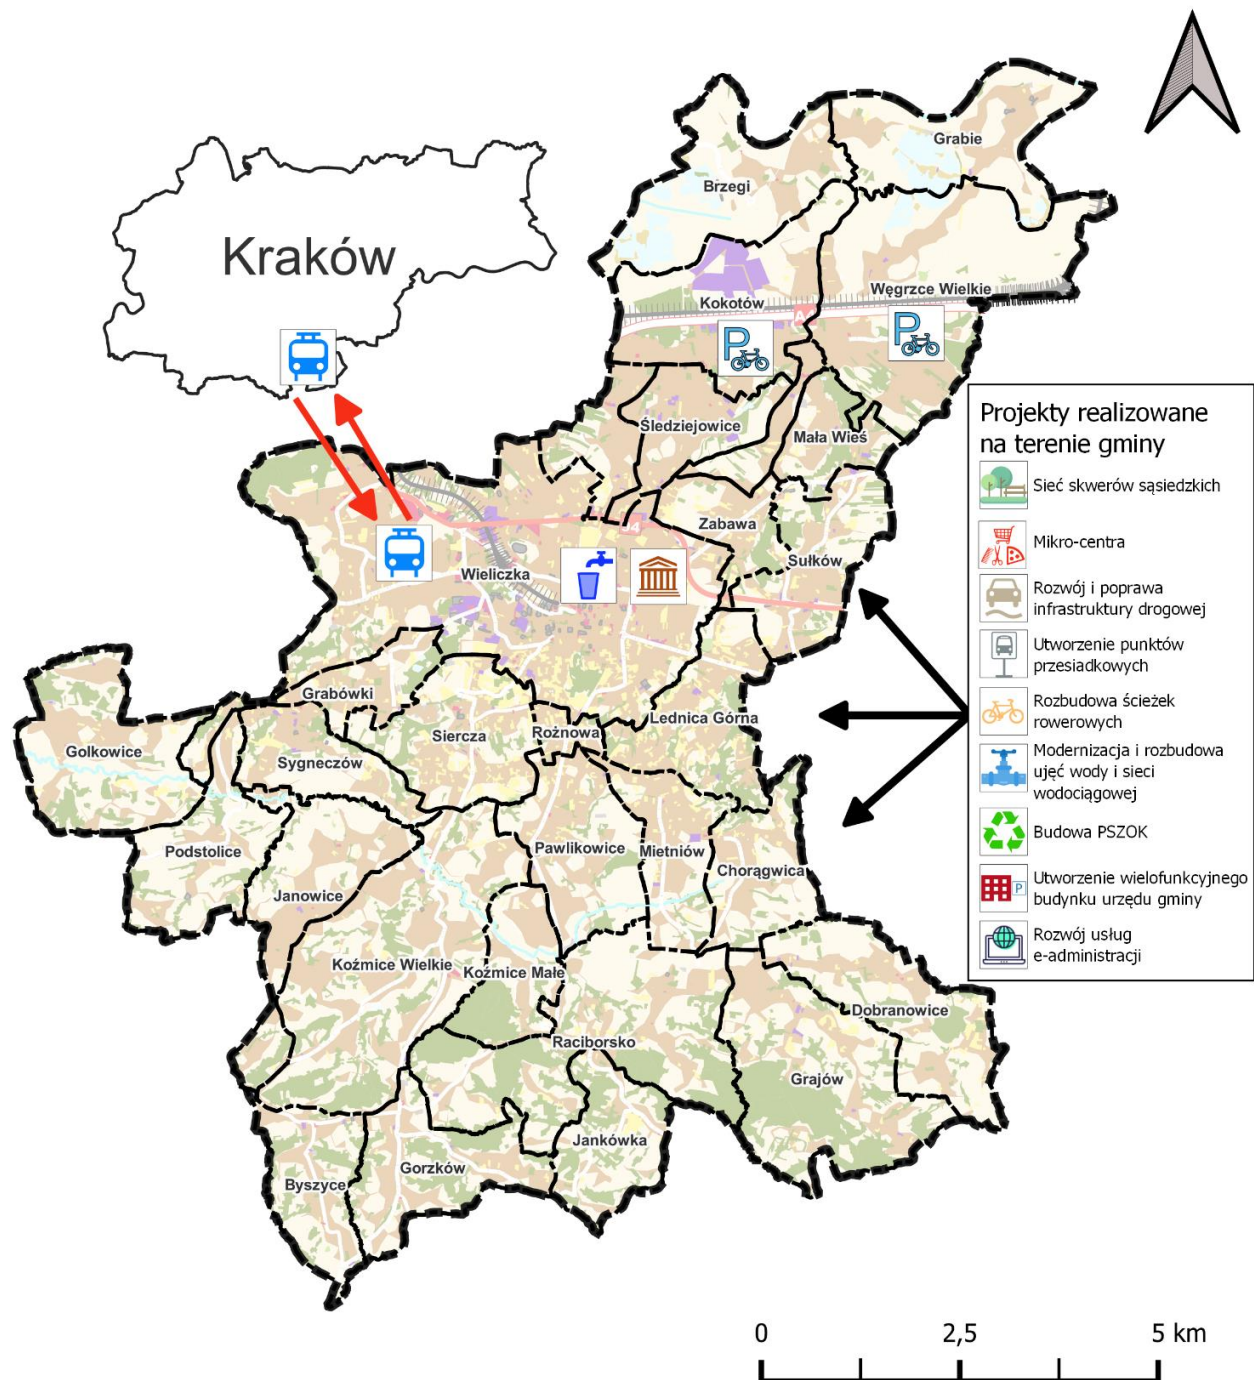 Grabie
Brzegi
Kraków
Węgrzce Wielkie
Kokotów
A4
P
P
Projekty realizowane
na terenie gminy
Sieć skwerów sąsiedzkich
Mikro-centra
Rozwój i poprawa
infrastruktury drogowej
Utworzenie punktów
przesiadkowych
Rozbudowa ścieżek
rowerowych
Modernizacja i rozbudowa
ujęć wody i sieci
wodociągowej
Budowa PSZOK
P
Utworzenie wielofunkcyjnego
budynku urzędu gminy
Rozwój usług
e-administracji
Śledziejowice
Mała Wieś
Zabawa
94
Sułków
Wieliczka
Grabówki
Lednica Górna
Siercza
Rożnowa
Golkowice
Sygneczów
Podstolice
Pawlikowice
Mietniów
Chorągwica
Janowice
Koźmice Wielkie
Koźmice Małe
Dobranowice
Raciborsko
Grajów
Jankówka
Gorzków
Byszyce
0
2,5
5 km